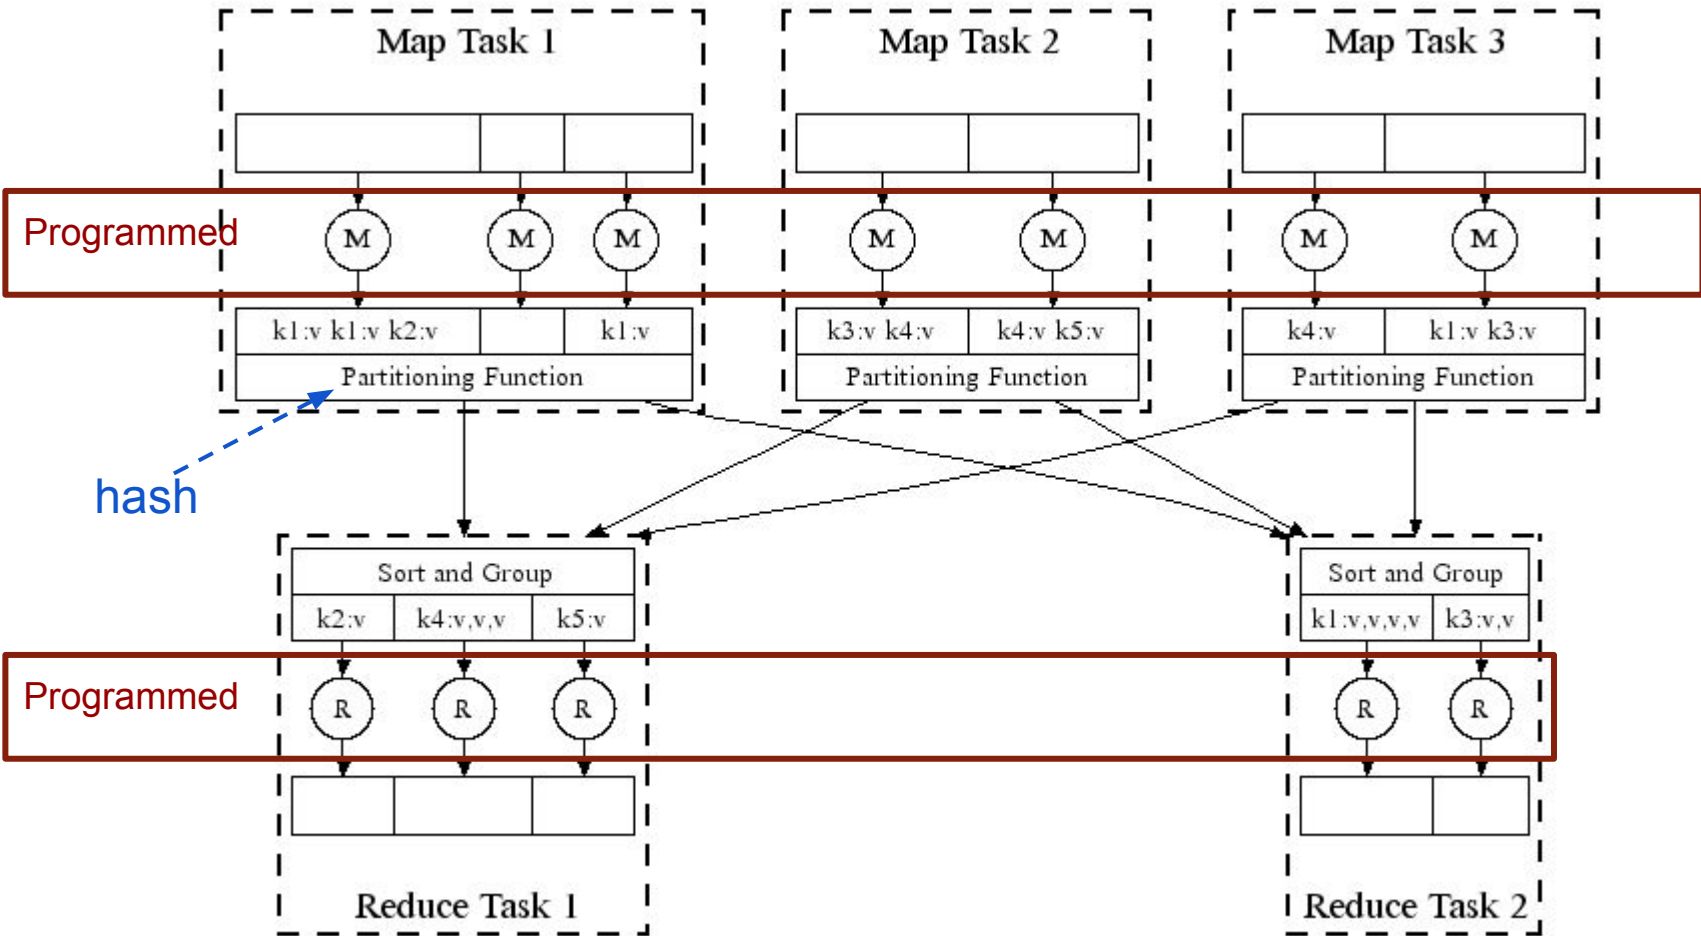 Map Task 1
Map Task 2
Map Task 3
Programmed
M
M
M
M
M
M
M
k1:v k1:v k2:v
k1:v
k3:v k4:v
k4:v k5:v
k4:v
k1:v k3:v
Partitioning Function
Partitioning Function
Partitioning Function
hash
Sort and Group
Sort and Group
k2:v
k4:v,v,v
k5:v
k1:v,v,v,v
k3:v,v
Programmed
R
R
R
R
R
Reduce Task 1
Reduce Task 2